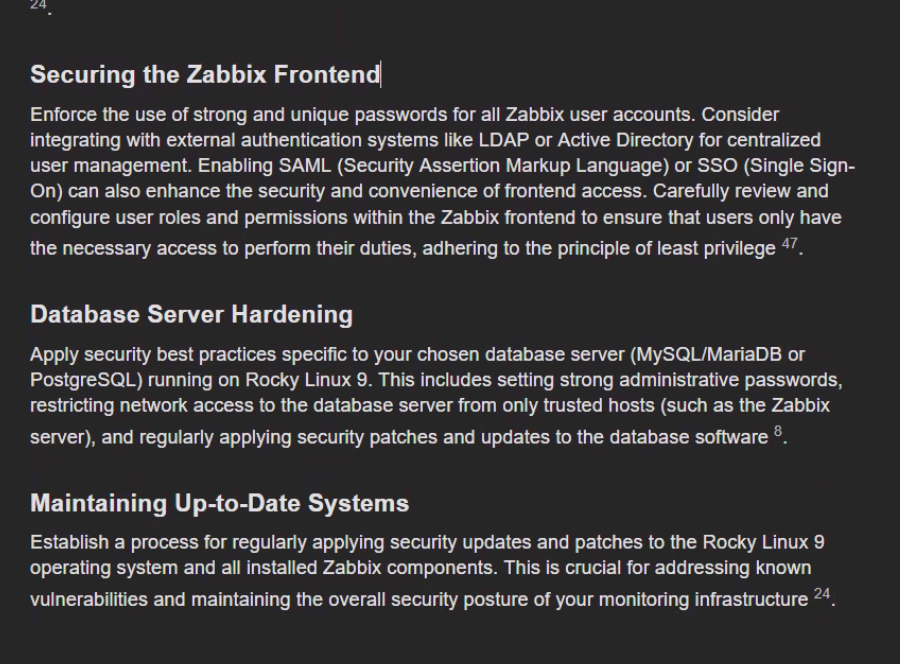 24.
Securing the Zabbix Frontend
Enforce the use of strong and unique passwords for all Zabbix user accounts. Consider
integrating with external authentication systems like LDAP or Active Directory for centralized
user management. Enabling SAML (Security Assertion Markup Language) or SSO (Single Sign-
On) can also enhance the security and convenience of frontend access. Carefully review and
configure user roles and permissions within the Zabbix frontend to ensure that users only have
the necessary access to perform their duties, adhering to the principle of least privilege 47.
Database Server Hardening
Apply security best practices specific to your chosen database server (MySQL/MariaDB or
PostgreSQL) running on Rocky Linux 9. This includes setting strong administrative passwords,
restricting network access to the database server from only trusted hosts (such as the Zabbix
server), and regularly applying security patches and updates to the database software 8.
Maintaining Up-to-Date Systems
Establish a process for regularly applying security updates and patches to the Rocky Linux 9
operating system and all installed Zabbix components. This is crucial for addressing known
vulnerabilities and maintaining the overall security posture of your monitoring infrastructure 24.